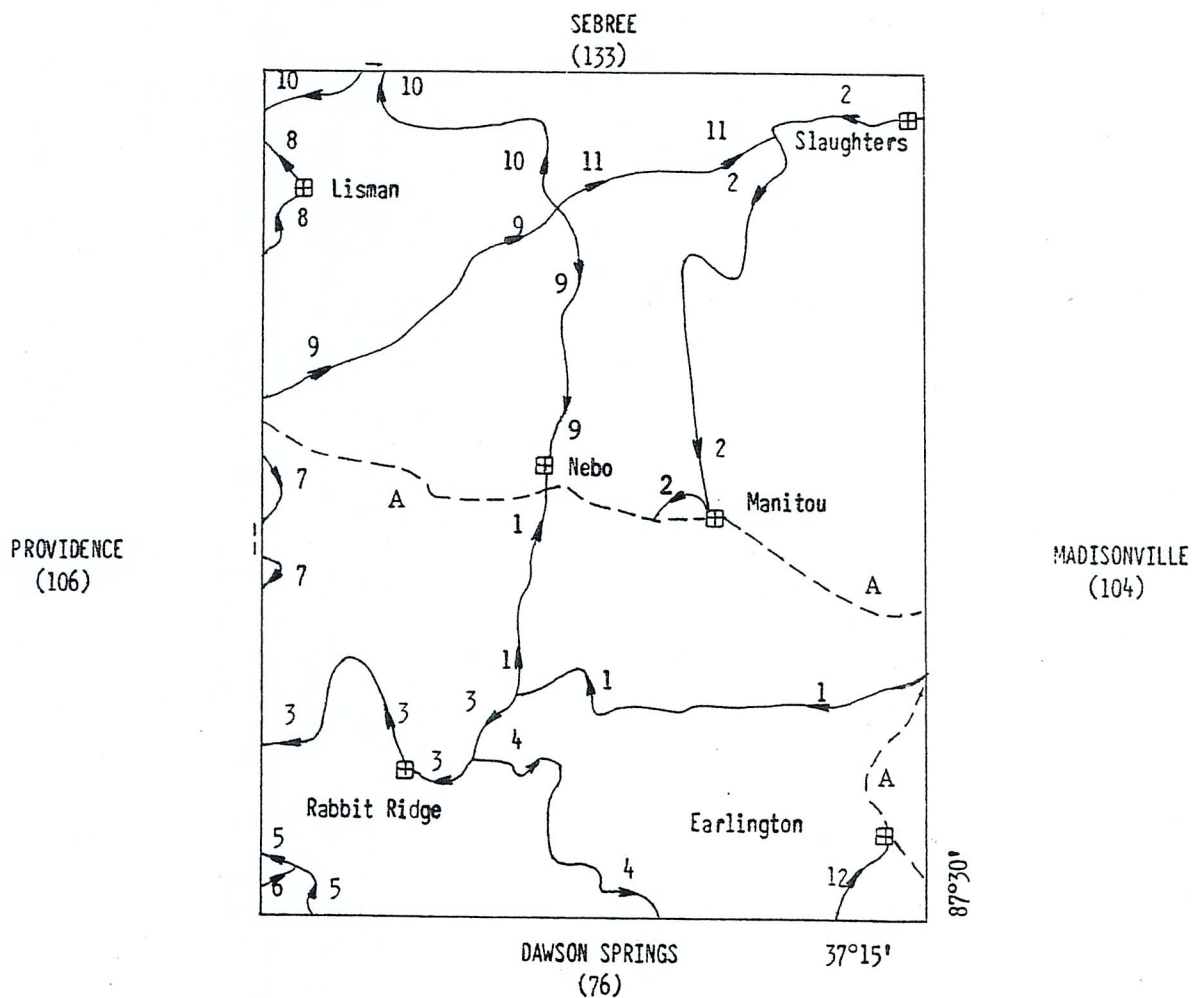 SEBREE
(133)
10
10
2
11
Slaughters
8
10
11
2
Lisman
8
9
9
9
9
Nebo
2
7
2
A
Manitou
1
PROVIDENCE
(106)
MADISONVILLE
(104)
7
A
1
1
1
3
3
3
4
3
A
Rabbit Ridge
Earlington
5
4
12
6
5
87°30'
DAWSON SPRINGS
(76)
37°15'